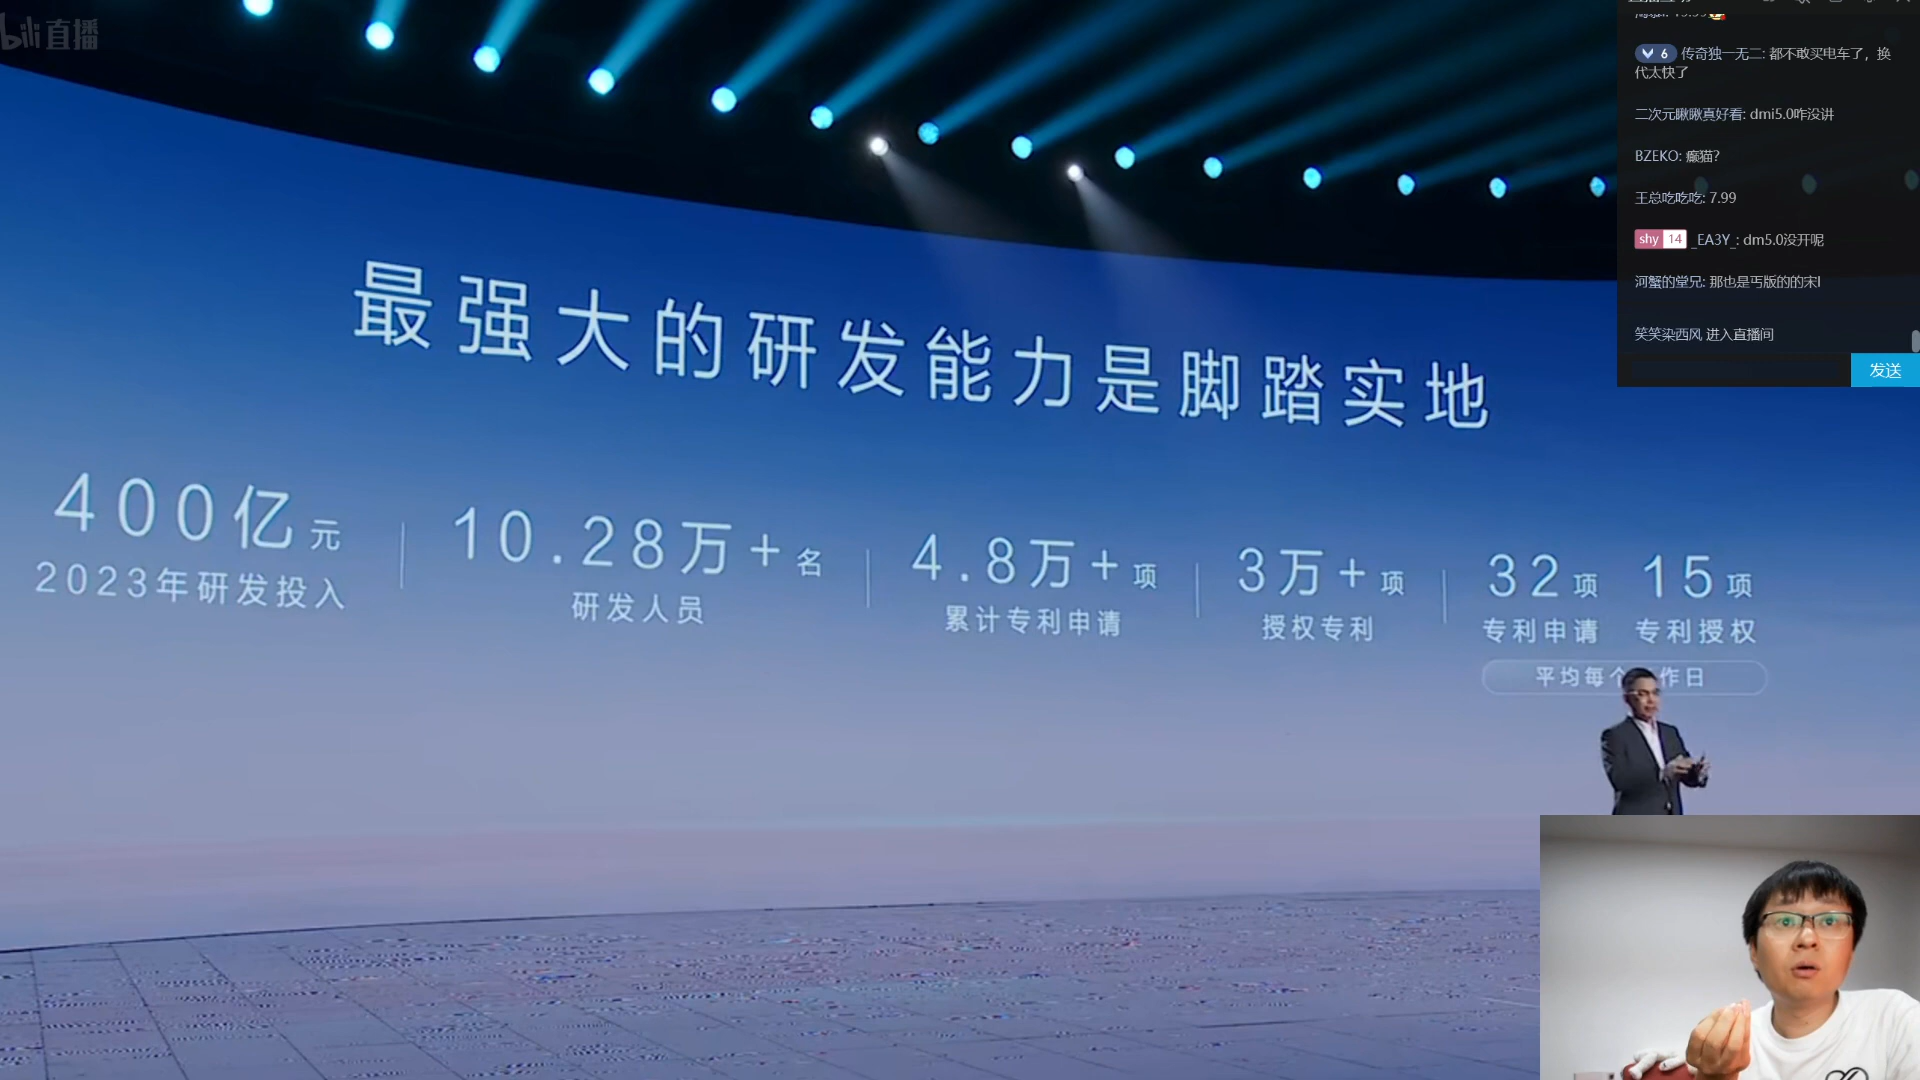 bili 直播
最强大的研发能力是脚踏实地
400亿元
2023年研发投入
10.28万+名
研发人员
4.8万+项
累计专利申请
3万+项
授权专利
32项
专利申请
15项
专利授权
平均每个 作日
传奇独一无二: 都不敢买电车了，换
代太快了
二次元瞅瞅真好看: dmi5.0咋没讲
BZEKO: 癫猫?
王总吃吃吃: 7.99
shy 14 _EA3Y_: dm5.0没开呢
河蟹的堂兄: 那也是丐版的的宋l
笑笑染西风 进入直播间
发送